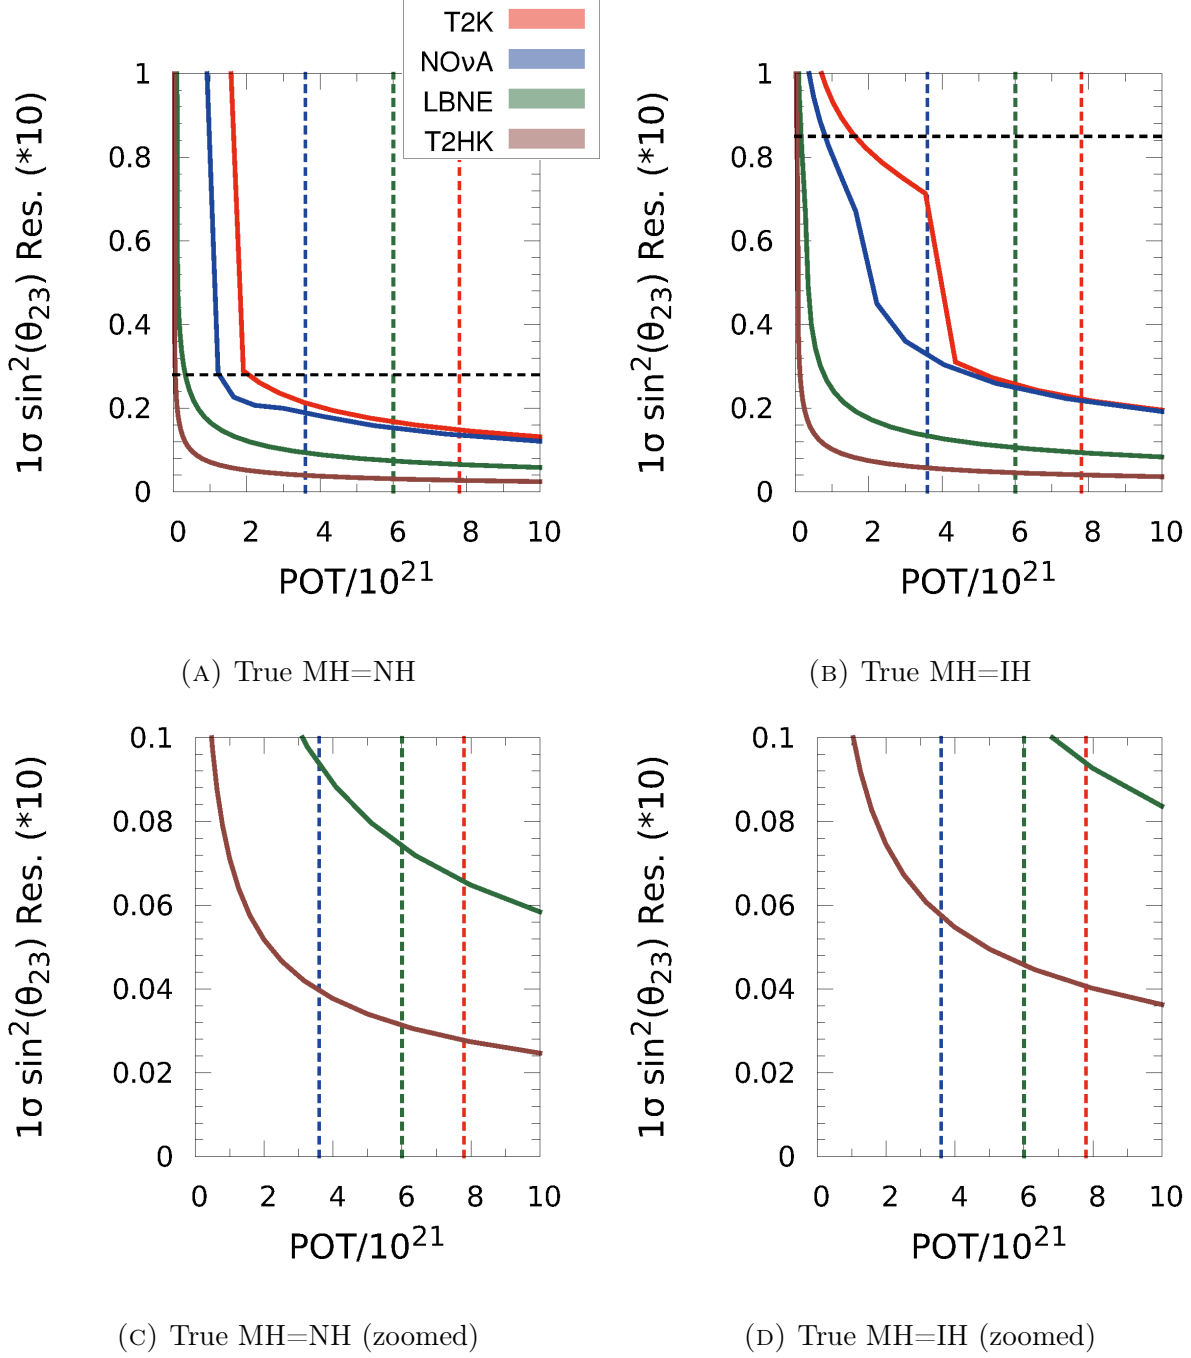 T2K
NOνA
LBNE
T2HK
1σ sin²(θ₂₃) Res. (*10)
1
0.8
0.6
0.4
0.2
0
0 2 4 6 8 10
POT/10²¹
(A) True MH=NH
1σ sin²(θ₂₃) Res. (*10)
1
0.8
0.6
0.4
0.2
0
0 2 4 6 8 10
POT/10²¹
(B) True MH=IH
1σ sin²(θ₂₃) Res. (*10)
0.1
0.08
0.06
0.04
0.02
0
0 2 4 6 8 10
POT/10²¹
(C) True MH=NH (zoomed)
1σ sin²(θ₂₃) Res. (*10)
0.1
0.08
0.06
0.04
0.02
0
0 2 4 6 8 10
POT/10²¹
(D) True MH=IH (zoomed)